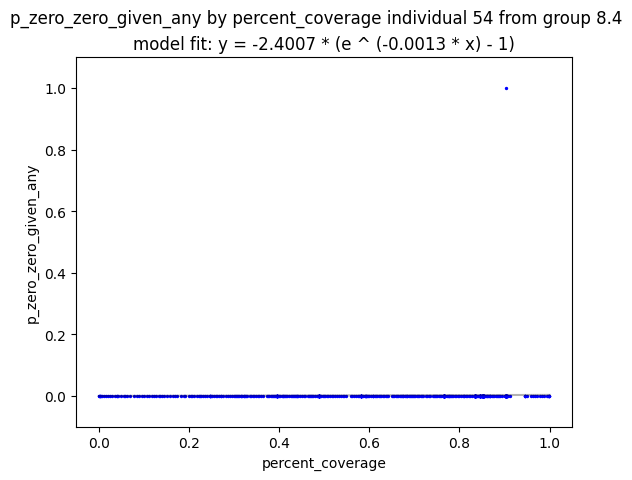 p_zero_zero_given_any by percent_coverage individual 54 from group 8.4
model fit: y = -2.4007 * (e ^ (-0.0013 * x) - 1)
1.0
0.8
0.6
0.4
0.2
0.0
p_zero_zero_given_any
0.0 0.2 0.4 0.6 0.8 1.0
percent_coverage